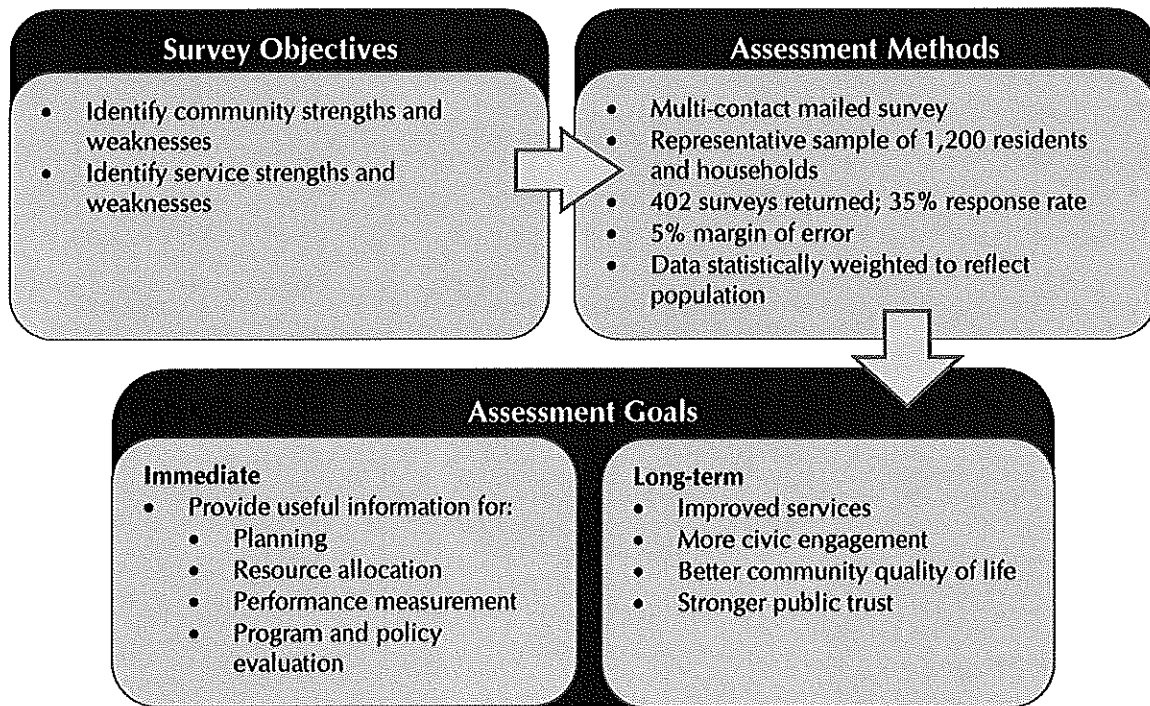 Survey Objectives
• Identify community strengths and
weaknesses
• Identify service strengths and
weaknesses
Assessment Methods
• Multi-contact mailed survey
• Representative sample of 1,200 residents
and households
• 402 surveys returned; 35% response rate
• 5% margin of error
• Data statistically weighted to reflect
population
Assessment Goals
Immediate
• Provide useful information for:
• Planning
• Resource allocation
• Performance measurement
• Program and policy
evaluation
Long-term
• Improved services
• More civic engagement
• Better community quality of life
• Stronger public trust